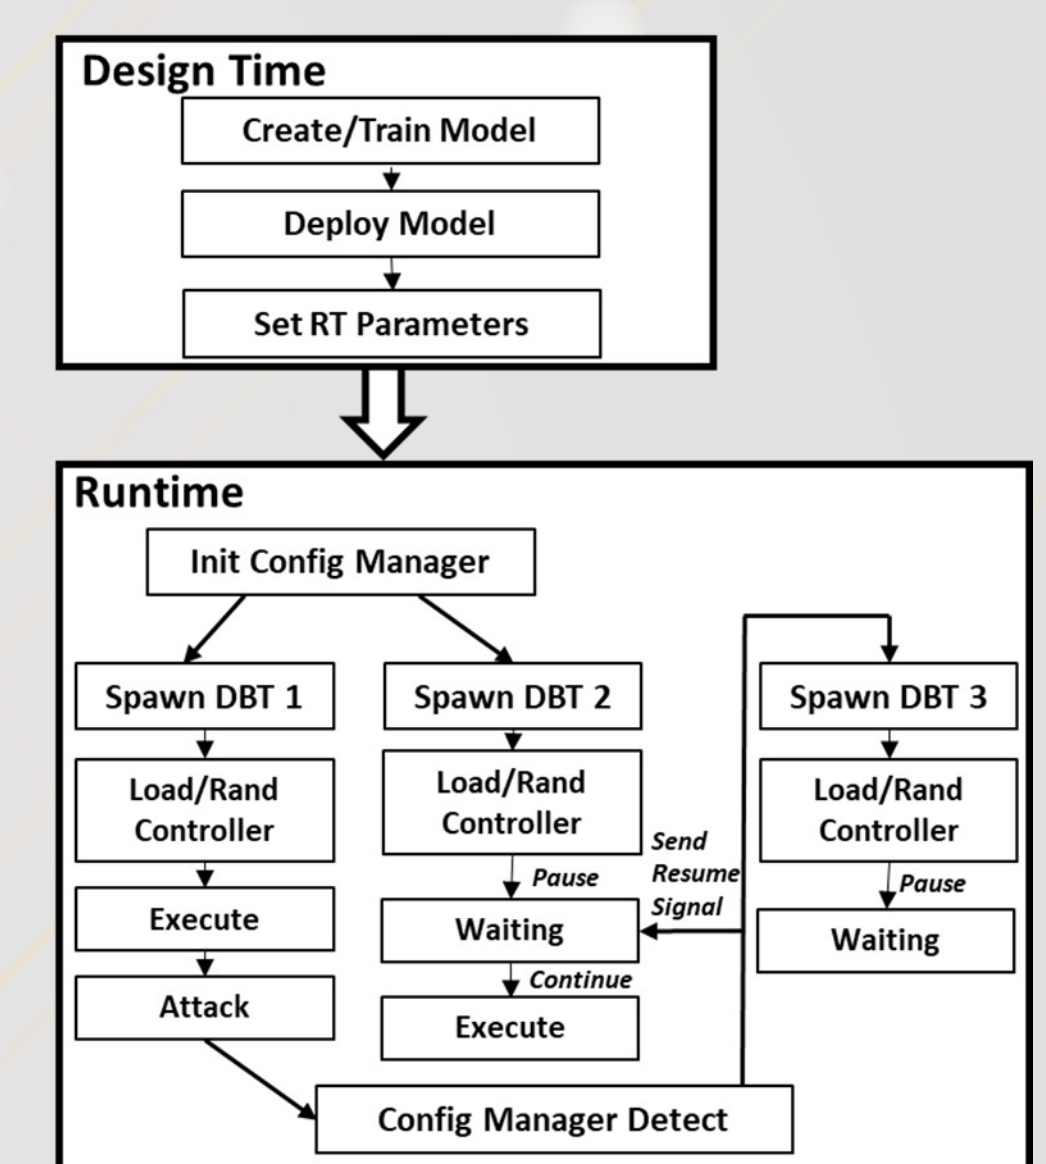 Design Time
Create/Train Model
Deploy Model
Set RT Parameters
Runtime
Init Config Manager
Spawn DBT 1
Load/Rand
Controller
Execute
Attack
Spawn DBT 2
Load/Rand
Controller
Pause
Waiting
Continue
Execute
Send
Resume
Signal
Spawn DBT 3
Load/Rand
Controller
Pause
Waiting
Config Manager Detect